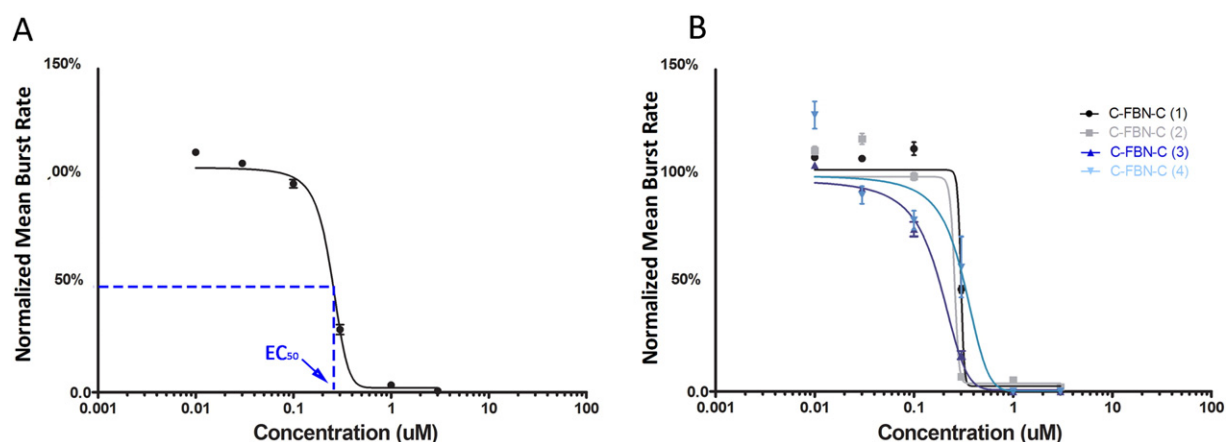 A
Normalized Mean Burst Rate
150%
00%
50%
0.0
EC50
0.001
0.01
0.1
1
10
100
Concentration (uM)
B
Normalized Mean Burst Rate
150%
100%
50%
0.0
C-FBN-C (1)
C-FBN-C (2)
C-FBN-C (3)
C-FBN-C (4)
0.001
0.01
0.1
1
10
100
Concentration (uM)